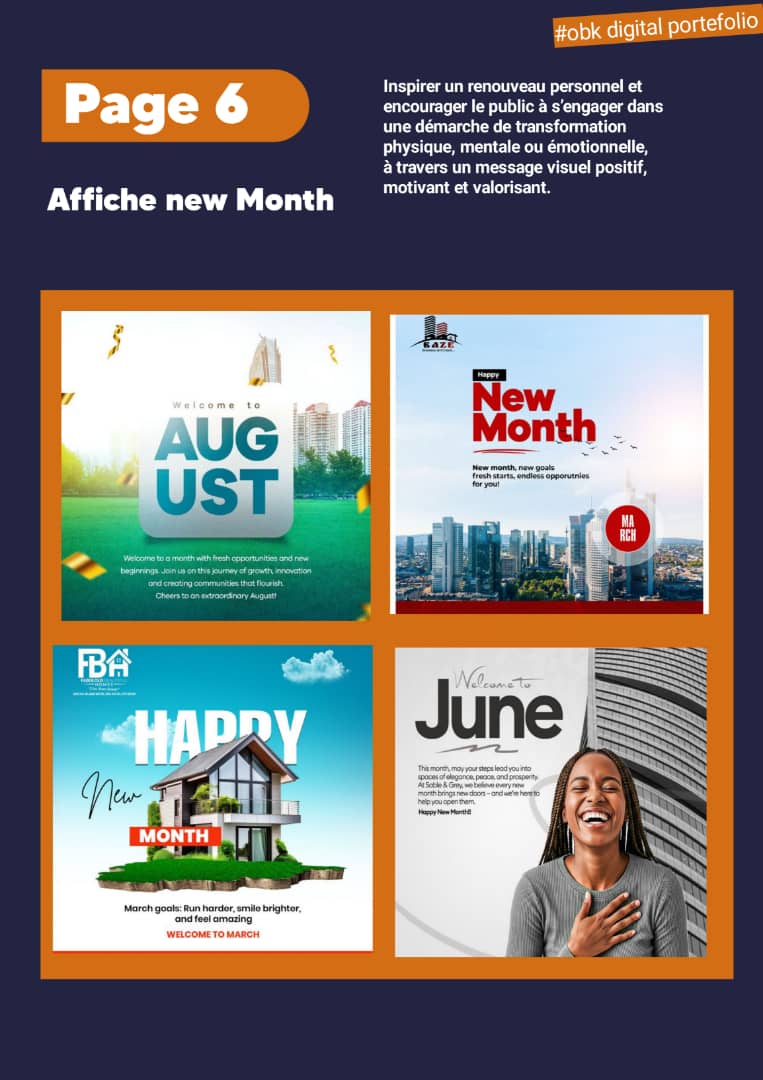 #obk digital portefolio
Page 6
Affiche new Month
Inspirer un renouveau personnel et
encourager le public à s'engager dans
une démarche de transformation
physique, mentale ou émotionnelle,
à travers un message visuel positif,
motivant et valorisant.
Welcome to
AUG
UST
Welcome to a month with fresh opportunities and new
beginnings. Join us on this journey of growth, innovation
and creating communities that flourish.
Cheers to an extraordinary August!
Happy
New
Month
New month, new goals
fresh starts, endless opporutnies
for you!
MA
RCH
FBH
HAPPY
New
MONTH
March goals: Run harder, smile brighter,
and feel amazing
WELCOME TO MARCH
Welcome to
June
This month, may your steps lead you into
spaces of elegance, peace, and prosperity.
At Sable & Grey, we believe every new
month brings new doors – and we're here to
help you open them.
Happy New Month!!